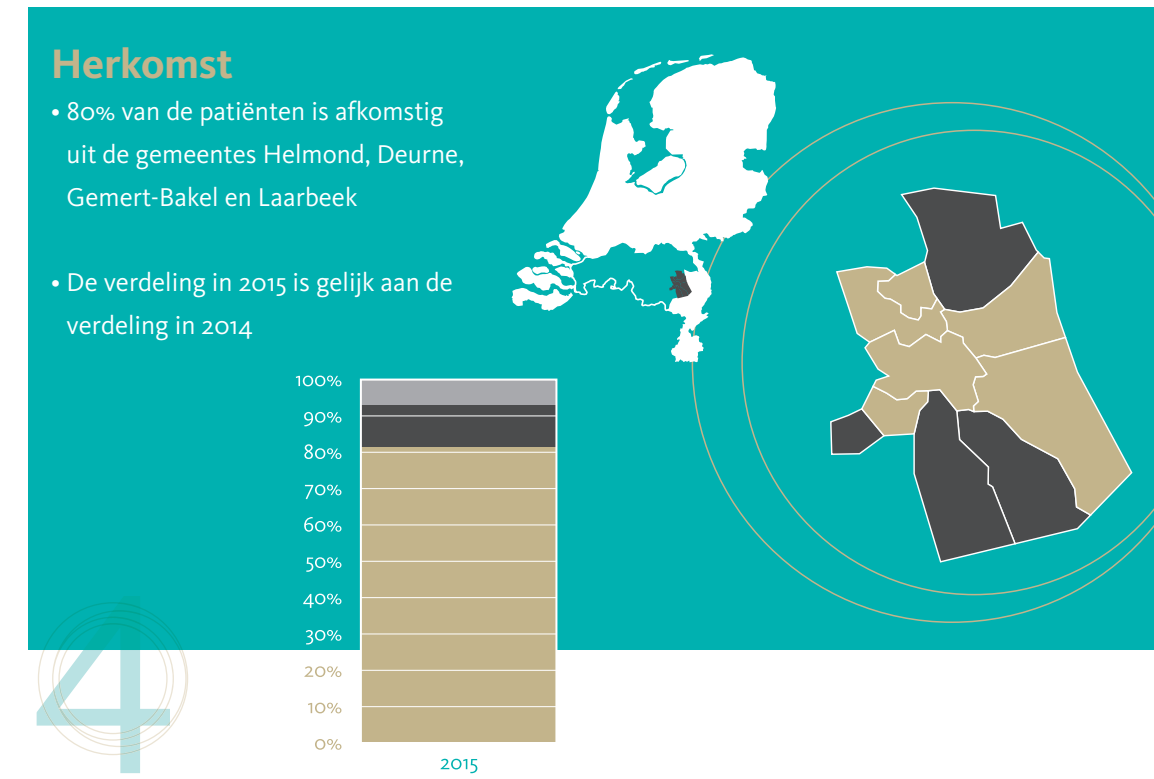 Herkomst
• 80% van de patiënten is afkomstig
uit de gemeentes Helmond, Deurne,
Gemert-Bakel en Laarbeek
• De verdeling in 2015 is gelijk aan de
verdeling in 2014
100%
90%
80%
70%
60%
50%
40%
30%
20%
10%
0%
2015
4